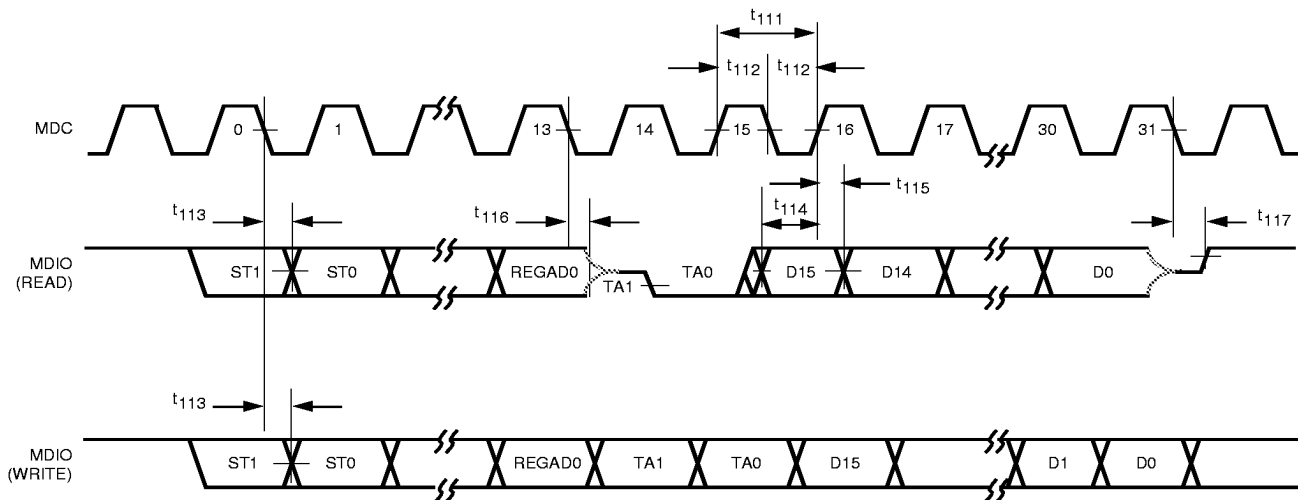 t111
t112 t112
MDC 0 1 13 14 15 16 17 30 31
t115
t113 t116 t114 t117
MDIO
(READ) ST1 ST0 REGAD0 TA1 TA0 D15 D14 D0
t113
MDIO
(WRITE) ST1 ST0 REGAD0 TA1 TA0 D15 D1 D0